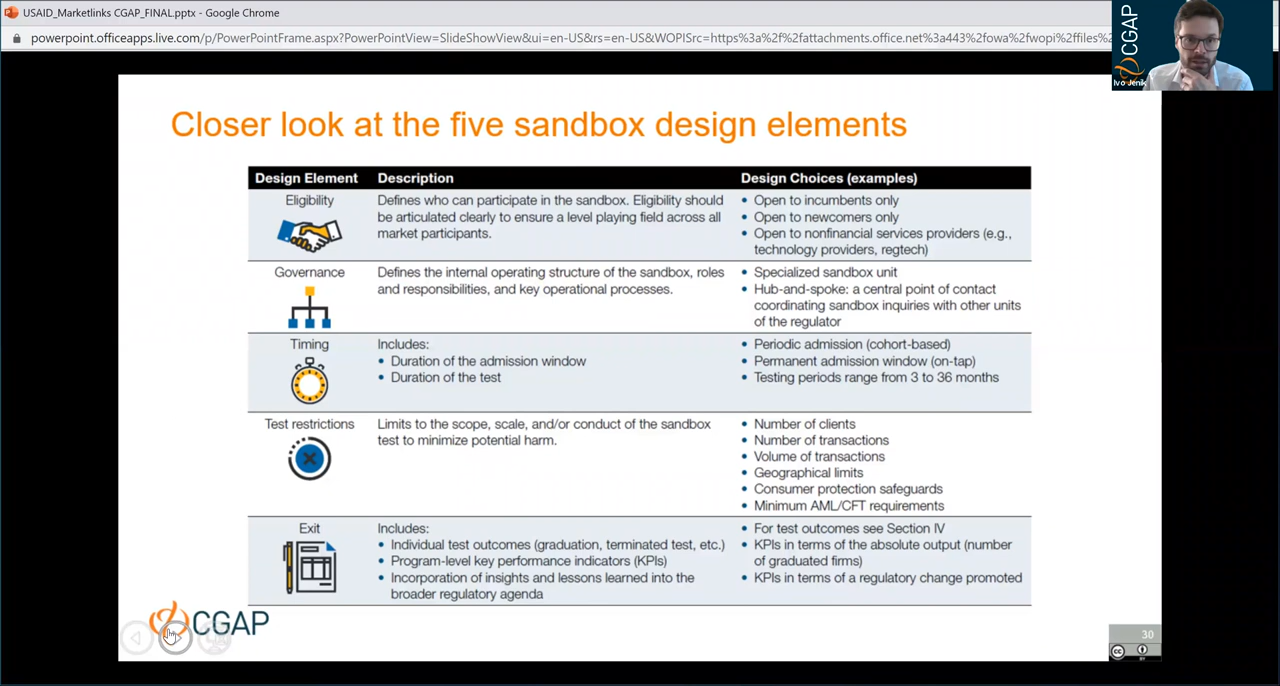 USAID_Marketlinks CGAP_FINAL.pptx - Google Chrome
powerpoint.officeapps.live.com/p/PowerPointFrame.aspx?PowerPointView=SlideShowView&ui=en-US&rs=en-US&WOPISrc=https%3a%2f%2fattachments.office.net%3a443%2fowa%2fwopi%2ffiles%2
CGAP
Ivo Jenik
Closer look at the five sandbox design elements
Design Element Description Design Choices (examples)
Eligibility
Defines who can participate in the sandbox. Eligibility should
be articulated clearly to ensure a level playing field across all
market participants.
• Open to incumbents only
• Open to newcomers only
• Open to nonfinancial services providers (e.g.,
technology providers, regtech)
Governance
Defines the internal operating structure of the sandbox, roles
and responsibilities, and key operational processes.
• Specialized sandbox unit
• Hub-and-spoke: a central point of contact
coordinating sandbox inquiries with other units
of the regulator
Timing
Includes:
• Duration of the admission window
• Duration of the test
• Periodic admission (cohort-based)
• Permanent admission window (on-tap)
• Testing periods range from 3 to 36 months
Test restrictions
Limits to the scope, scale, and/or conduct of the sandbox
test to minimize potential harm.
• Number of clients
• Number of transactions
• Volume of transactions
• Geographical limits
• Consumer protection safeguards
• Minimum AML/CFT requirements
Exit
Includes:
• Individual test outcomes (graduation, terminated test, etc.)
• Program-level key performance indicators (KPIs)
• Incorporation of insights and lessons learned into the
broader regulatory agenda
• For test outcomes see Section IV
• KPIs in terms of the absolute output (number
of graduated firms)
• KPIs in terms of a regulatory change promoted
CGAP
30
cc
BY